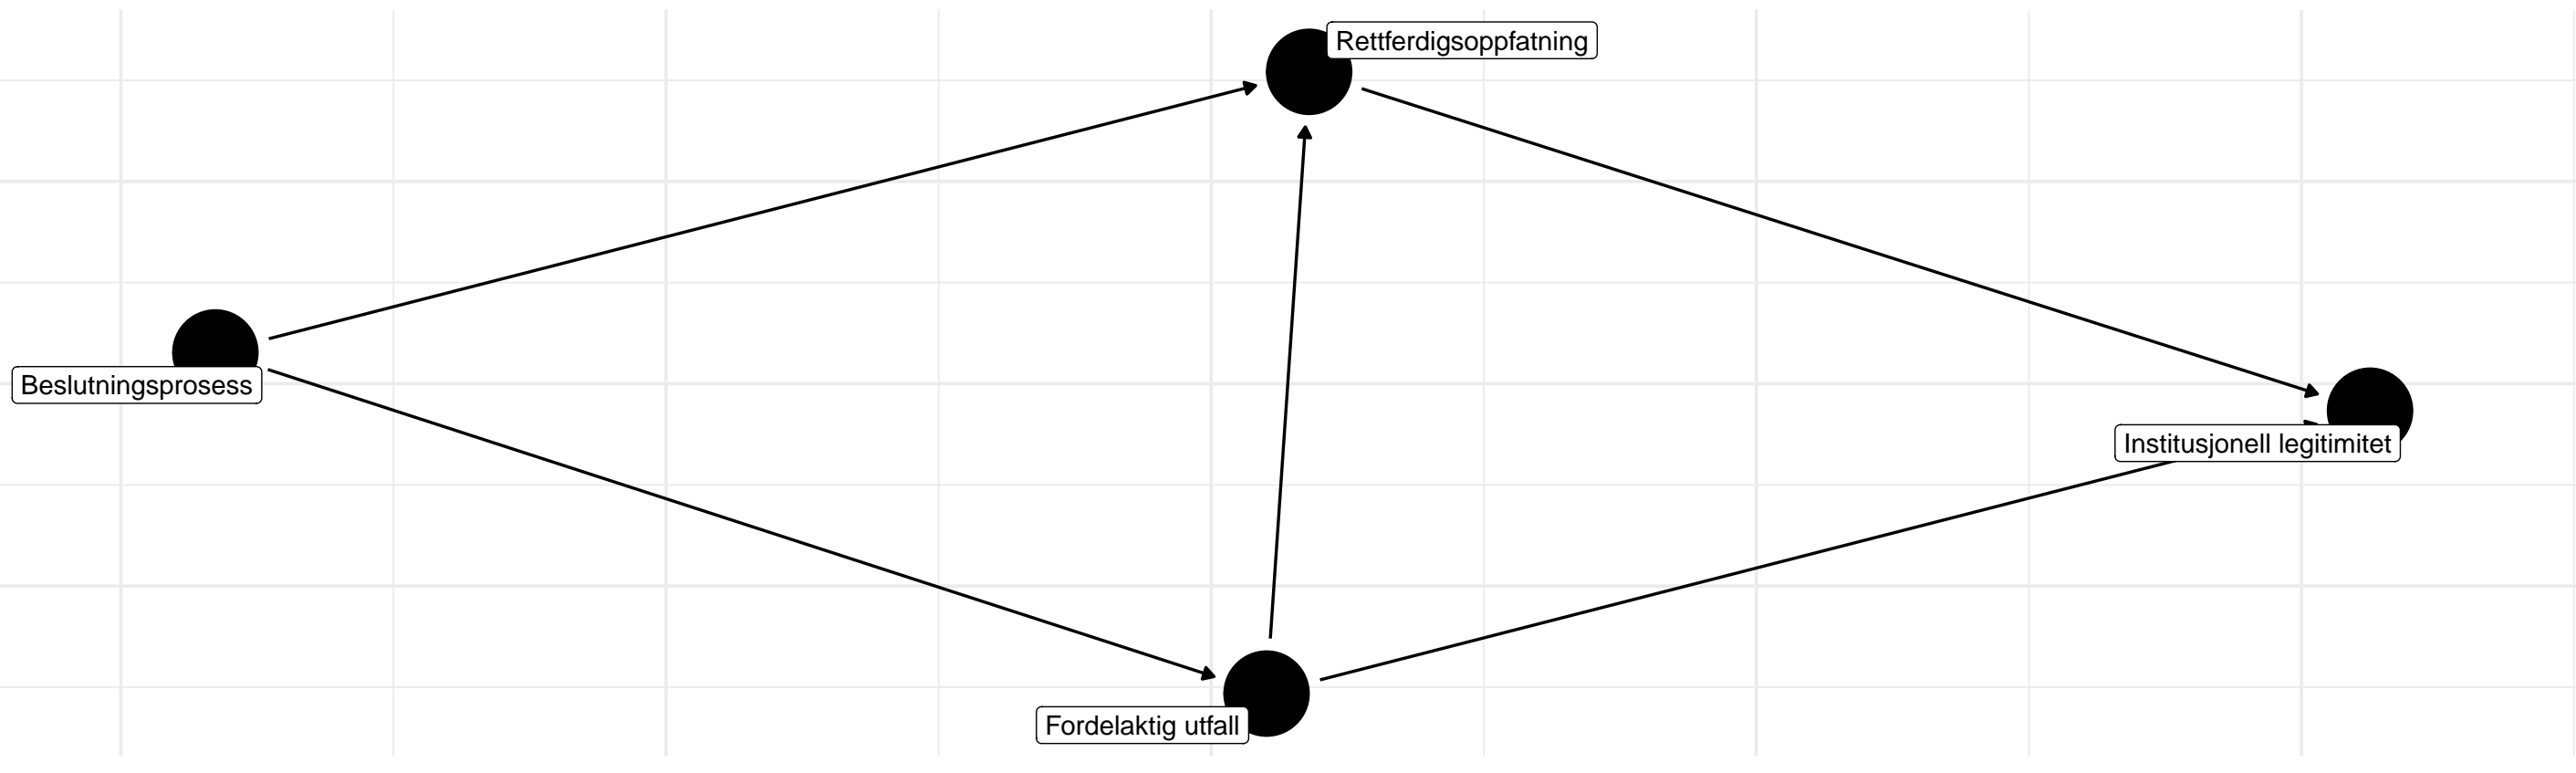 Rettferdigsoppfatning
Beslutningsprosess
Institusjonell legitimitet
Fordelaktig utfall